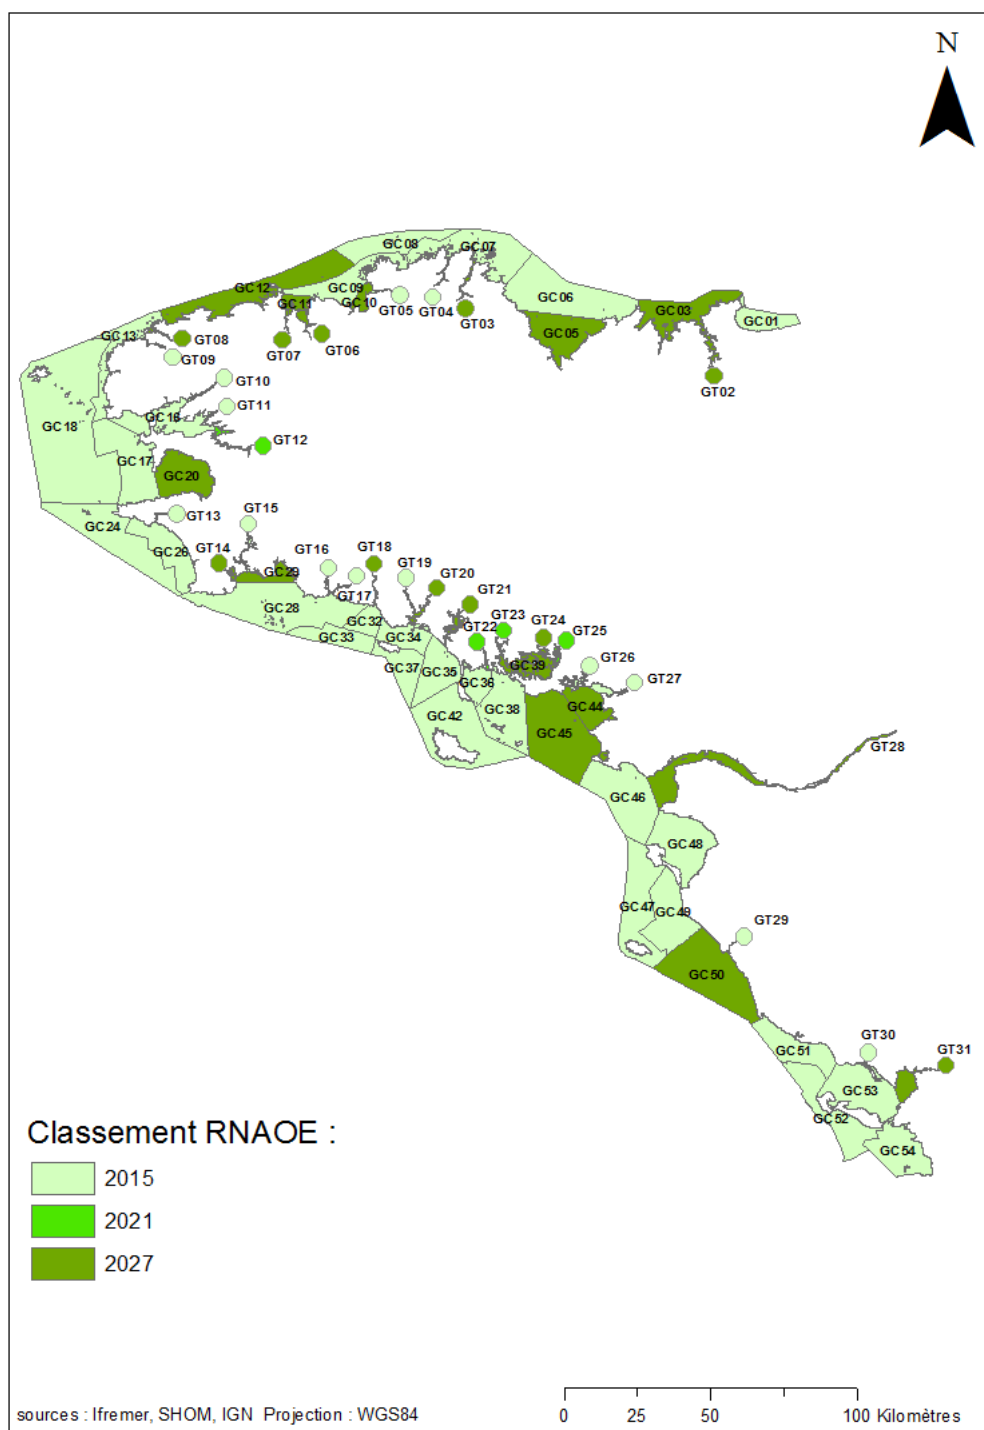 N
GC08
GC07
GC12
GC09
GC06
GC11
GC10
GT05
GT04
GT03
GC03
GC01
GC13
GT08
GT07
GT06
GC05
GT09
GT10
GT02
GT11
GC16
GC18
GT12
GC17
GC20
GT13
GT15
GC24
GC26
GT14
GC29
GT16
GT17
GT18
GT19
GT20
GT21
GC28
GC32
GC33
GC34
GT22
GT23
GT24
GT25
GC37
GC35
GC36
GC39
GT26
GT27
GC42
GC38
GC44
GC45
GT28
GC46
GC48
GC47
GC49
GT29
GC50
GC51
GT30
GT31
GC53
GC52
GC54
Classement RNAOE :
2015
2021
2027
sources : Ifremer, SHOM, IGN Projection : WGS84
0 25 50 100 Kilomètres